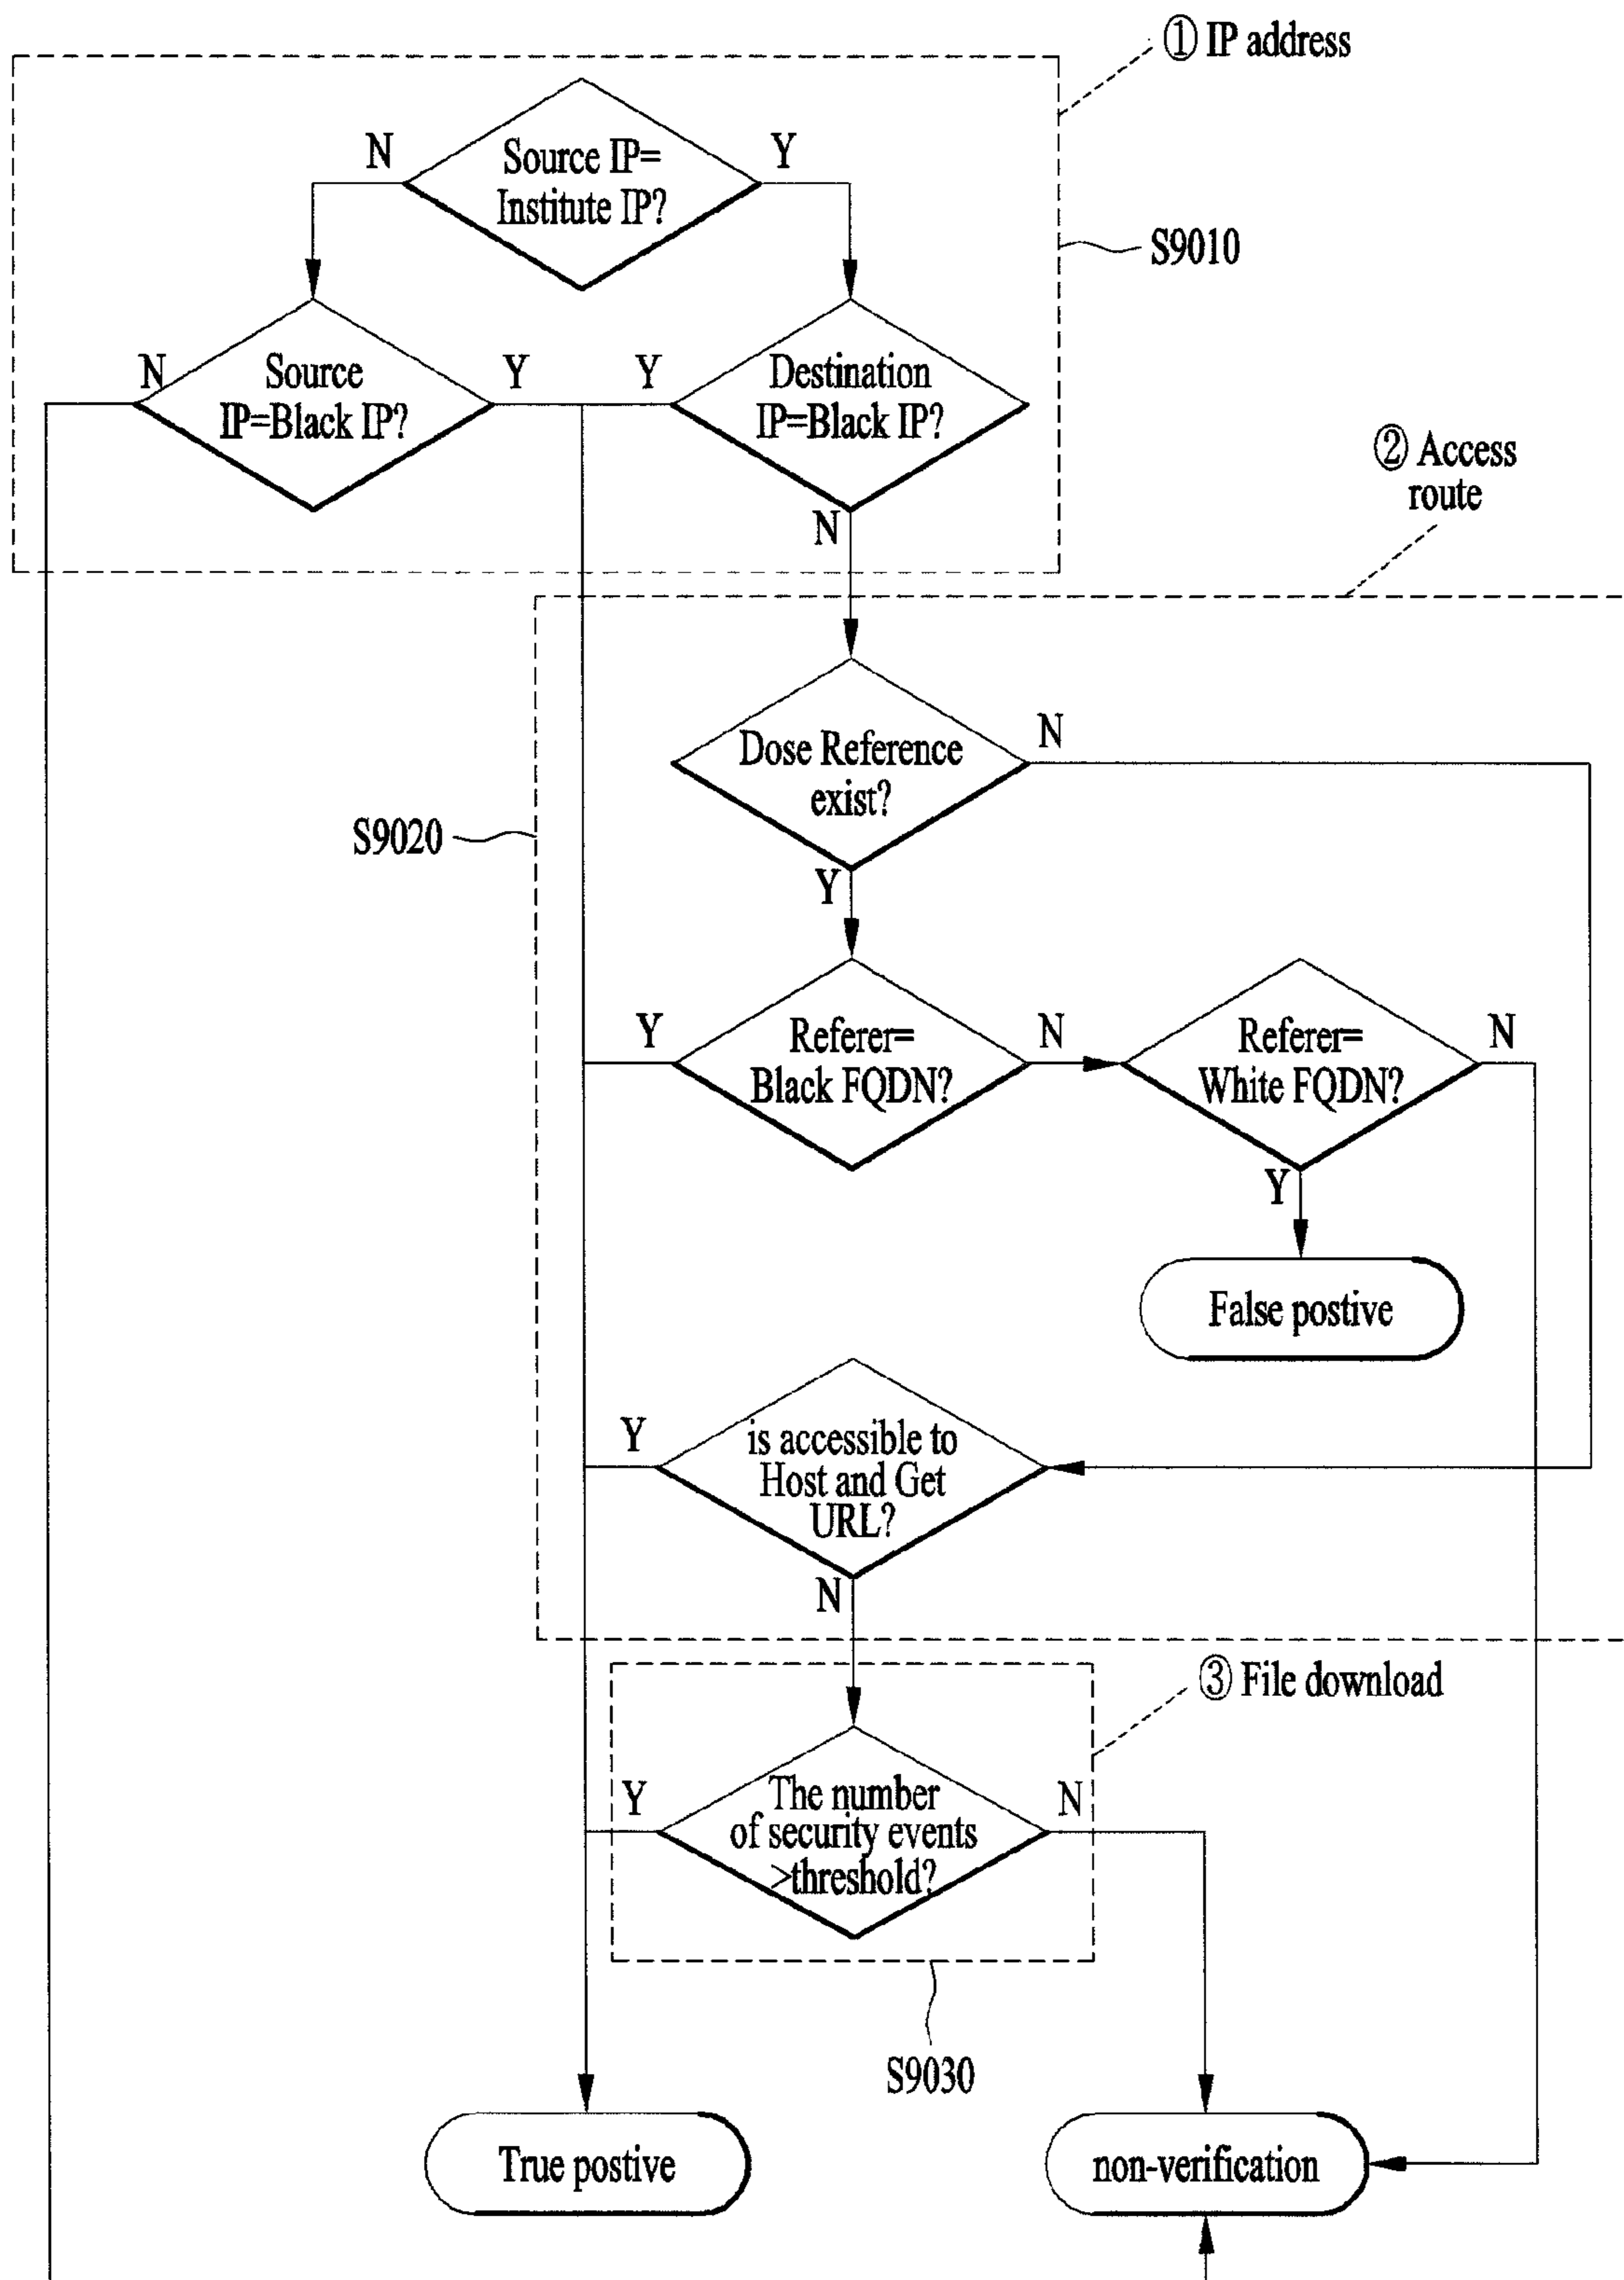 ① IP address
N
Source IP=
Institute IP?
Y
S9010
N
Source
IP=Black IP?
Y
Y
Destination
IP=Black IP?
N
② Access
route
Dose Reference
exist?
N
S9020
Y
Y
Referer=
Black FQDN?
N
Referer=
White FQDN?
N
Y
False postive
Y
is accessible to
Host and Get
URL?
N
③ File download
Y
The number
of security events
>threshold?
N
S9030
True postive
non-verification